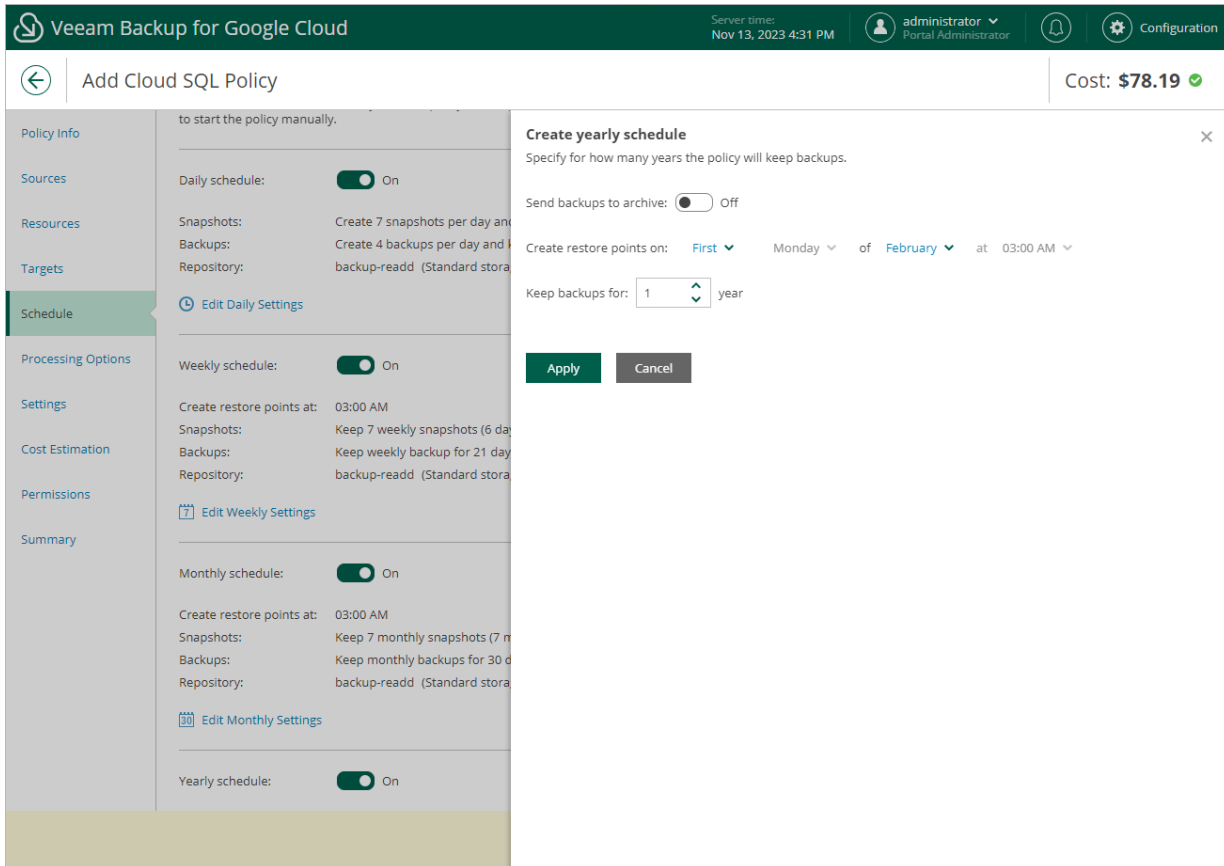 Veeam Backup for Google Cloud
Server time:
Nov 13, 2023 4:31 PM
administrator
Portal Administrator
Configuration
Add Cloud SQL Policy
Cost: $78.19
Policy Info
Sources
Resources
Targets
Schedule
Processing Options
Settings
Cost Estimation
Permissions
Summary
to start the policy manually.
Daily schedule: On
Snapshots: Create 7 snapshots per day and
Backups: Create 4 backups per day and k
Repository: backup-readd (Standard stora
Edit Daily Settings
Weekly schedule: On
Create restore points at: 03:00 AM
Snapshots: Keep 7 weekly snapshots (6 da
Backups: Keep weekly backup for 21 day
Repository: backup-readd (Standard stora
7 Edit Weekly Settings
Monthly schedule: On
Create restore points at: 03:00 AM
Snapshots: Keep 7 monthly snapshots (7 m
Backups: Keep monthly backups for 30 d
Repository: backup-readd (Standard stora
30 Edit Monthly Settings
Yearly schedule: On
Create yearly schedule
Specify for how many years the policy will keep backups.
Send backups to archive: Off
Create restore points on: First Monday of February at 03:00 AM
Keep backups for: 1 year
Apply Cancel